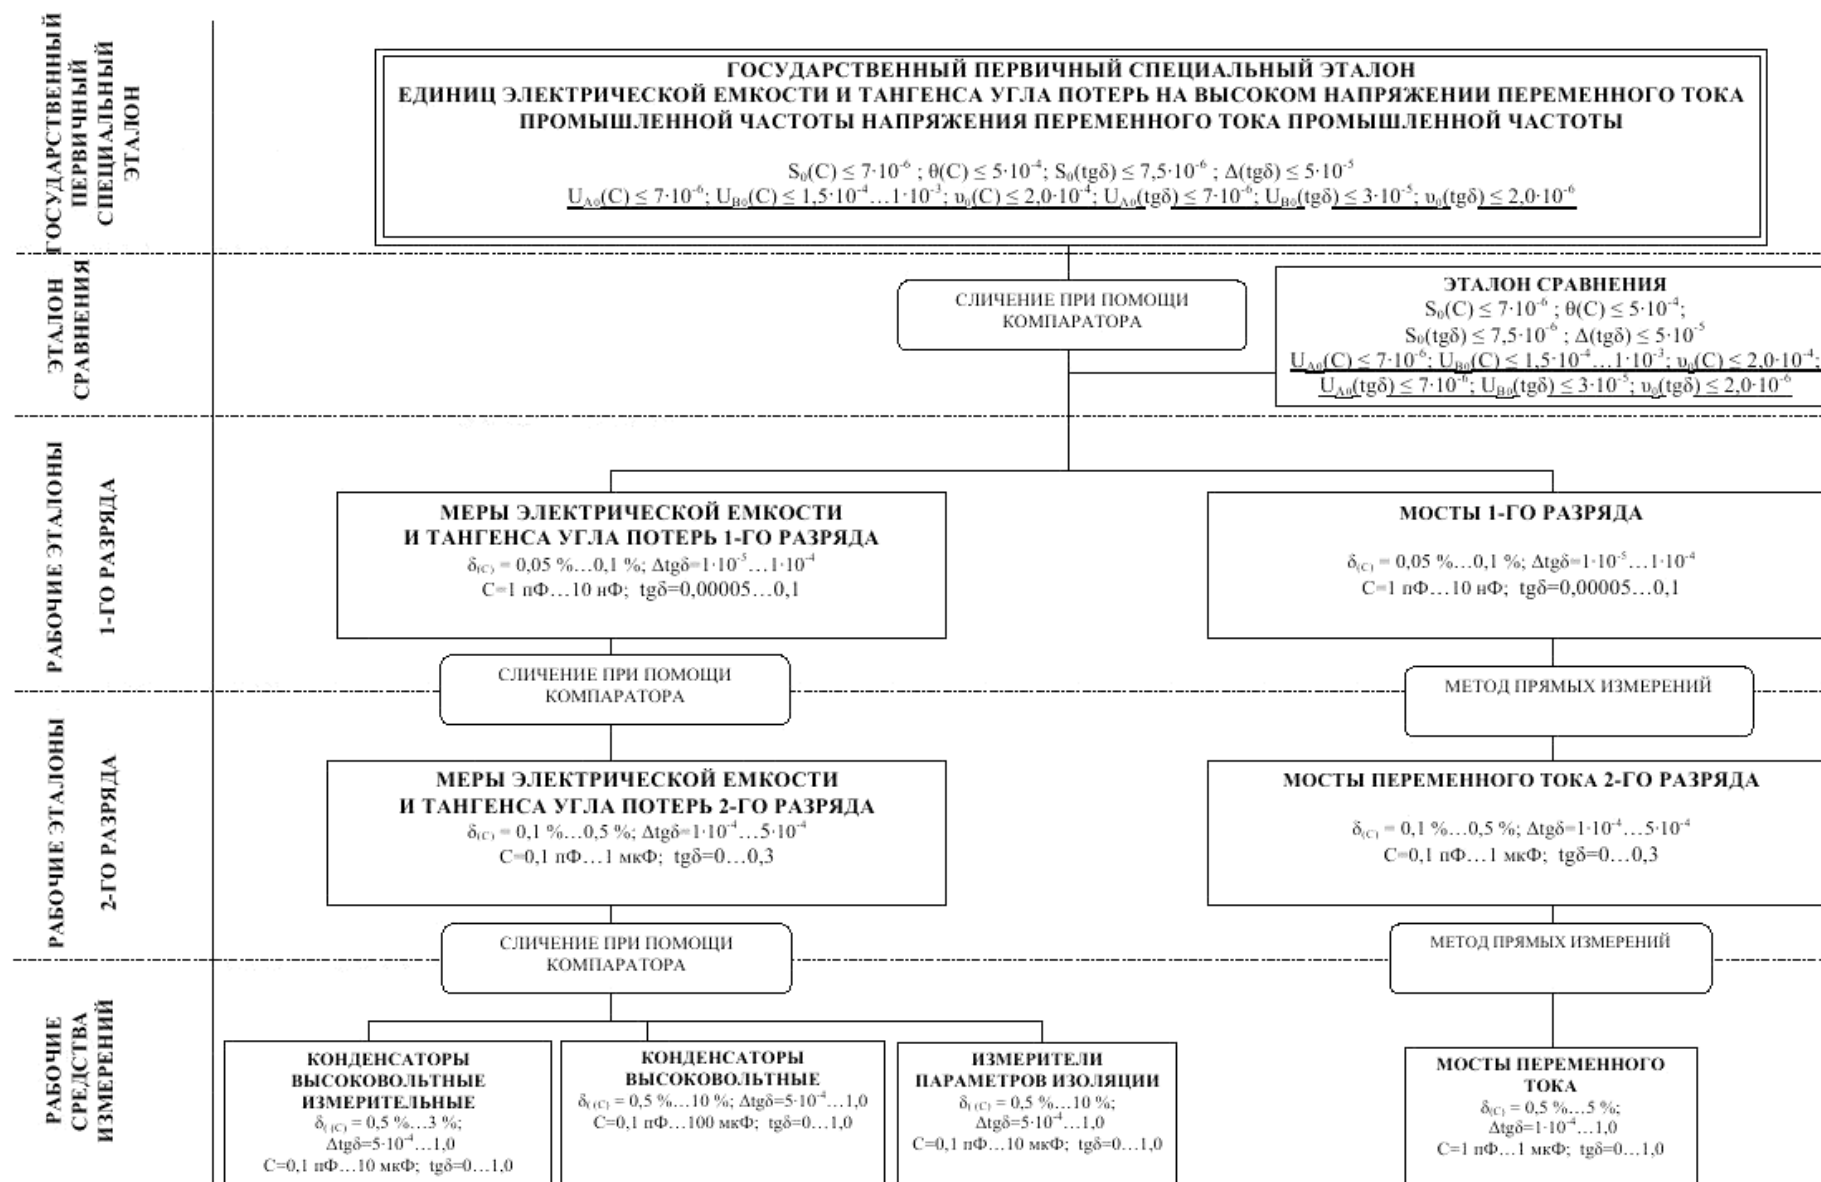 ГОСУДАРСТВЕННЫЙ
ПЕРВИЧНЫЙ
СПЕЦИАЛЬНЫЙ
ЭТАЛОН
ГОСУДАРСТВЕННЫЙ ПЕРВИЧНЫЙ СПЕЦИАЛЬНЫЙ ЭТАЛОН
ЕДИНИЦ ЭЛЕКТРИЧЕСКОЙ ЕМКОСТИ И ТАНГЕНСА УГЛА ПОТЕРЬ НА ВЫСОКОМ НАПРЯЖЕНИИ ПЕРЕМЕННОГО ТОКА
ПРОМЫШЛЕННОЙ ЧАСТОТЫ НАПРЯЖЕНИЯ ПЕРЕМЕННОГО ТОКА ПРОМЫШЛЕННОЙ ЧАСТОТЫ
S₀(C) ≤ 7·10⁻⁶ ; θ(C) ≤ 5·10⁻⁴; S₀(tgδ) ≤ 7,5·10⁻⁶ ; Δ(tgδ) ≤ 5·10⁻⁵
U_A0(C) ≤ 7·10⁻⁶; U_B0(C) ≤ 1,5·10⁻⁴…1·10⁻³; υ₀(C) ≤ 2,0·10⁻⁴; U_A0(tgδ) ≤ 7·10⁻⁶; U_B0(tgδ) ≤ 3·10⁻⁵; υ₀(tgδ) ≤ 2,0·10⁻⁶
ЭТАЛОН
СРАВНЕНИЯ
СЛИЧЕНИЕ ПРИ ПОМОЩИ
КОМПАРАТОРА
ЭТАЛОН СРАВНЕНИЯ
S₀(C) ≤ 7·10⁻⁶ ; θ(C) ≤ 5·10⁻⁴;
S₀(tgδ) ≤ 7,5·10⁻⁶ ; Δ(tgδ) ≤ 5·10⁻⁵
U_A0(C) ≤ 7·10⁻⁶; U_B0(C) ≤ 1,5·10⁻⁴…1·10⁻³; υ₀(C) ≤ 2,0·10⁻⁴;
U_A0(tgδ) ≤ 7·10⁻⁶; U_B0(tgδ) ≤ 3·10⁻⁵; υ₀(tgδ) ≤ 2,0·10⁻⁶
РАБОЧИЕ ЭТАЛОНЫ
1-ГО РАЗРЯДА
МЕРЫ ЭЛЕКТРИЧЕСКОЙ ЕМКОСТИ
И ТАНГЕНСА УГЛА ПОТЕРЬ 1-ГО РАЗРЯДА
δ₍C₎ = 0,05 %…0,1 %; Δtgδ=1·10⁻⁵…1·10⁻⁴
C=1 пФ…10 нФ; tgδ=0,00005…0,1
МОСТЫ 1-ГО РАЗРЯДА
δ₍C₎ = 0,05 %…0,1 %; Δtgδ=1·10⁻⁵…1·10⁻⁴
C=1 пФ…10 нФ; tgδ=0,00005…0,1
СЛИЧЕНИЕ ПРИ ПОМОЩИ
КОМПАРАТОРА
МЕТОД ПРЯМЫХ ИЗМЕРЕНИЙ
РАБОЧИЕ ЭТАЛОНЫ
2-ГО РАЗРЯДА
МЕРЫ ЭЛЕКТРИЧЕСКОЙ ЕМКОСТИ
И ТАНГЕНСА УГЛА ПОТЕРЬ 2-ГО РАЗРЯДА
δ₍C₎ = 0,1 %…0,5 %; Δtgδ=1·10⁻⁴…5·10⁻⁴
C=0,1 пФ…1 мкФ; tgδ=0…0,3
МОСТЫ ПЕРЕМЕННОГО ТОКА 2-ГО РАЗРЯДА
δ₍C₎ = 0,1 %…0,5 %; Δtgδ=1·10⁻⁴…5·10⁻⁴
C=0,1 пФ…1 мкФ; tgδ=0…0,3
СЛИЧЕНИЕ ПРИ ПОМОЩИ
КОМПАРАТОРА
МЕТОД ПРЯМЫХ ИЗМЕРЕНИЙ
РАБОЧИЕ
СРЕДСТВА
ИЗМЕРЕНИЙ
КОНДЕНСАТОРЫ
ВЫСОКОВОЛЬТНЫЕ
ИЗМЕРИТЕЛЬНЫЕ
δ₍₍C₎ = 0,5 %…3 %;
Δtgδ=5·10⁻⁴…1,0
C=0,1 пФ…10 мкФ; tgδ=0…1,0
КОНДЕНСАТОРЫ
ВЫСОКОВОЛЬТНЫЕ
δ₍₍C₎ = 0,5 %…10 %; Δtgδ=5·10⁻⁴…1,0
C=0,1 пФ…100 мкФ; tgδ=0…1,0
ИЗМЕРИТЕЛИ
ПАРАМЕТРОВ ИЗОЛЯЦИИ
δ₍₍C₎ = 0,5 %…10 %;
Δtgδ=5·10⁻⁴…1,0
C=0,1 пФ…10 мкФ; tgδ=0…1,0
МОСТЫ ПЕРЕМЕННОГО
ТОКА
δ₍C₎ = 0,5 %…5 %;
Δtgδ=1·10⁻⁴…1,0
C=1 пФ…1 мкФ; tgδ=0…1,0